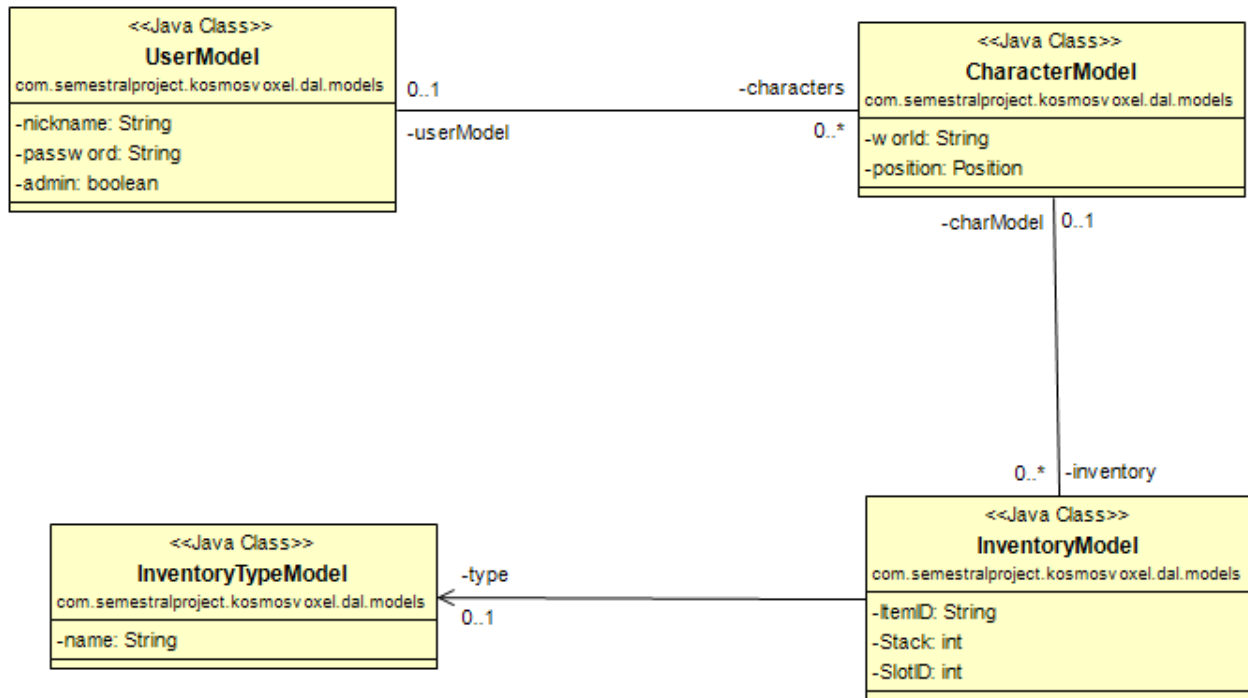 <<Java Class>>
UserModel
com.semestralproject.kosmosvoxel.dal.models
-nickname: String
-password: String
-admin: boolean
0..1
-userModel
-characters
0..*
<<Java Class>>
CharacterModel
com.semestralproject.kosmosvoxel.dal.models
-world: String
-position: Position
-charModel
0..1
0..*
-inventory
<<Java Class>>
InventoryTypeModel
com.semestralproject.kosmosvoxel.dal.models
-name: String
-type
0..1
<<Java Class>>
InventoryModel
com.semestralproject.kosmosvoxel.dal.models
-ItemID: String
-Stack: int
-SlotID: int